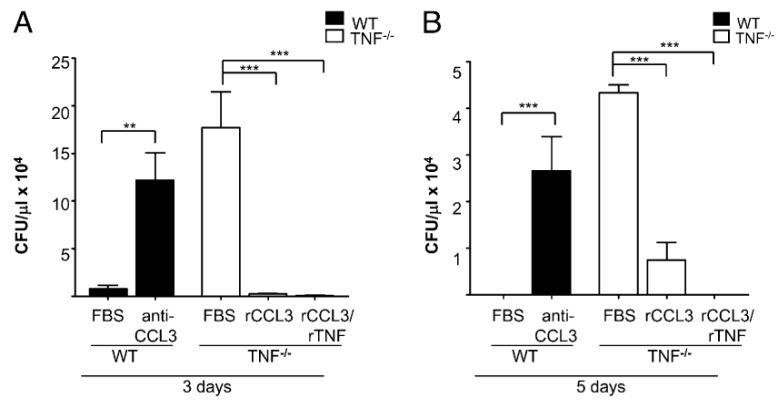 A
WT
TNF-/-
***
***
**
25
20
15
10
5
CFU/µl x 10⁴
FBS anti-CCL3 FBS rCCL3 rCCL3/rTNF
WT TNF-/-
3 days
B
WT
TNF-/-
***
***
***
5
4
3
2
1
CFU/µl x 10⁴
FBS anti-CCL3 FBS rCCL3 rCCL3/rTNF
WT TNF-/-
5 days